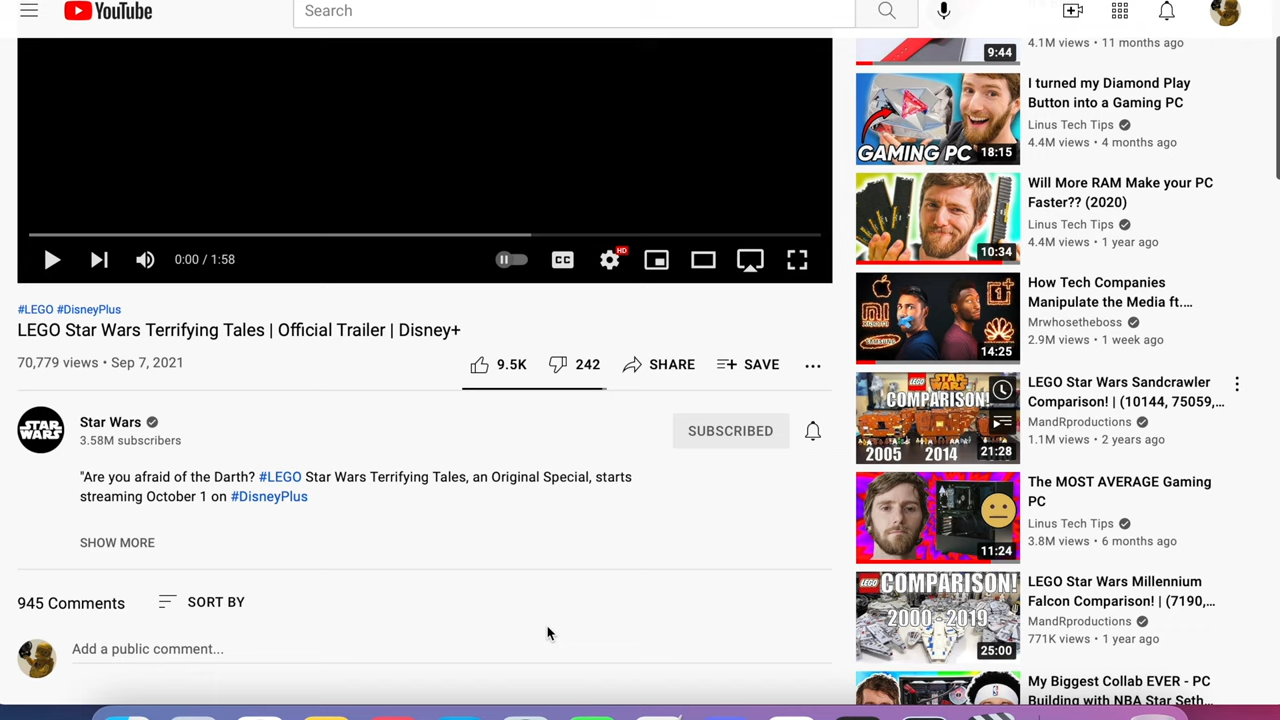 YouTube
Search
0:00 / 1:58
CC
HD
#LEGO #DisneyPlus
LEGO Star Wars Terrifying Tales | Official Trailer | Disney+
70,779 views • Sep 7, 2021
9.5K
242
SHARE
SAVE
STAR WARS
Star Wars
3.58M subscribers
SUBSCRIBED
"Are you afraid of the Darth? #LEGO Star Wars Terrifying Tales, an Original Special, starts
streaming October 1 on #DisneyPlus
SHOW MORE
945 Comments
SORT BY
Add a public comment...
9:44
4.1M views • 11 months ago
GAMING PC
18:15
I turned my Diamond Play
Button into a Gaming PC
Linus Tech Tips
4.4M views • 4 months ago
10:34
Will More RAM Make your PC
Faster?? (2020)
Linus Tech Tips
4.4M views • 1 year ago
14:25
How Tech Companies
Manipulate the Media ft....
Mrwhosetheboss
2.9M views • 1 week ago
LEGO
STAR WARS
COMPARISON!
2005 2014
21:28
LEGO Star Wars Sandcrawler
Comparison! | (10144, 75059,...
MandRproductions
1.1M views • 2 years ago
11:24
The MOST AVERAGE Gaming
PC
Linus Tech Tips
3.8M views • 6 months ago
LEGO COMPARISON!
2000 - 2019
25:00
LEGO Star Wars Millennium
Falcon Comparison! | (7190,...
MandRproductions
771K views • 1 year ago
My Biggest Collab EVER - PC
Building with NBA Star Seth...